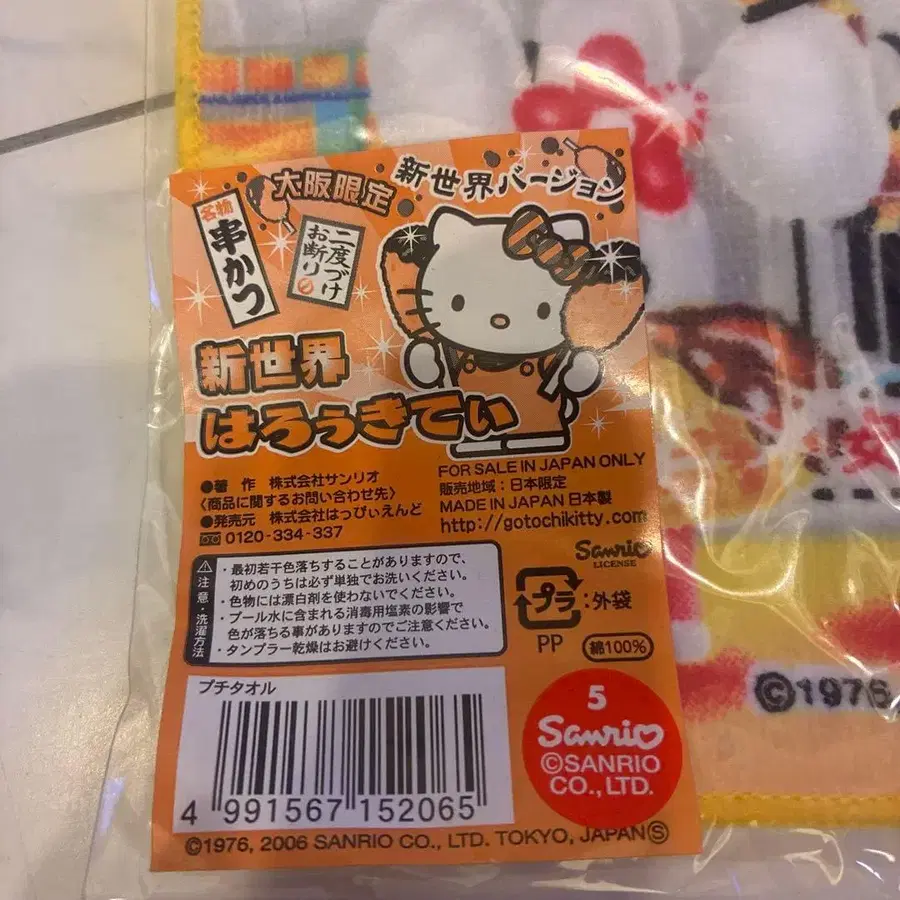 大阪限定
新世界バージョン
名物
串かつ
二度づけ
お断り
新世界
はろぅきてぃ
●著 作 株式会社サンリオ
〈商品に関するお問い合わせ先〉
●発売元 株式会社はっぴぃえんど
0120-334-337
FOR SALE IN JAPAN ONLY
販売地域：日本限定
MADE IN JAPAN 日本製
http://gotochikitty.com
Sanrio
LICENSE
注意・洗濯方法
・最初若干色落ちすることがありますので、
初めのうちは必ず単独でお洗いください。
・色物には漂白剤を使わないでください。
・プール水に含まれる消毒用塩素の影響で
色が落ちる事がありますのでご注意ください。
・タンブラー乾燥はお避けください。
プラ：外袋
PP
綿100%
プチタオル
4 991567 152065
5
Sanrio
©SANRIO
CO.,LTD.
©1976, 2006 SANRIO CO., LTD. TOKYO, JAPAN Ⓢ
©1976,